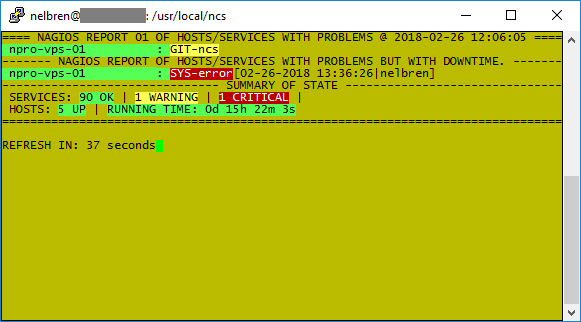 nelbren@ : /usr/local/ncs
==== NAGIOS REPORT 01 OF HOSTS/SERVICES WITH PROBLEMS @ 2018-02-26 12:06:05 ====
npro-vps-01 : GIT-ncs
------- NAGIOS REPORT OF HOSTS/SERVICES WITH PROBLEMS BUT WITH DOWNTIME. -------
npro-vps-01 : SYS-error[02-26-2018 13:36:26|nelbren]
------------------------------- SUMMARY OF STATE -------------------------------
SERVICES: 90 OK | 1 WARNING | 1 CRITICAL |
HOSTS: 5 UP | RUNNING TIME: 0d 15h 22m 3s
================================================================================
REFRESH IN: 37 seconds